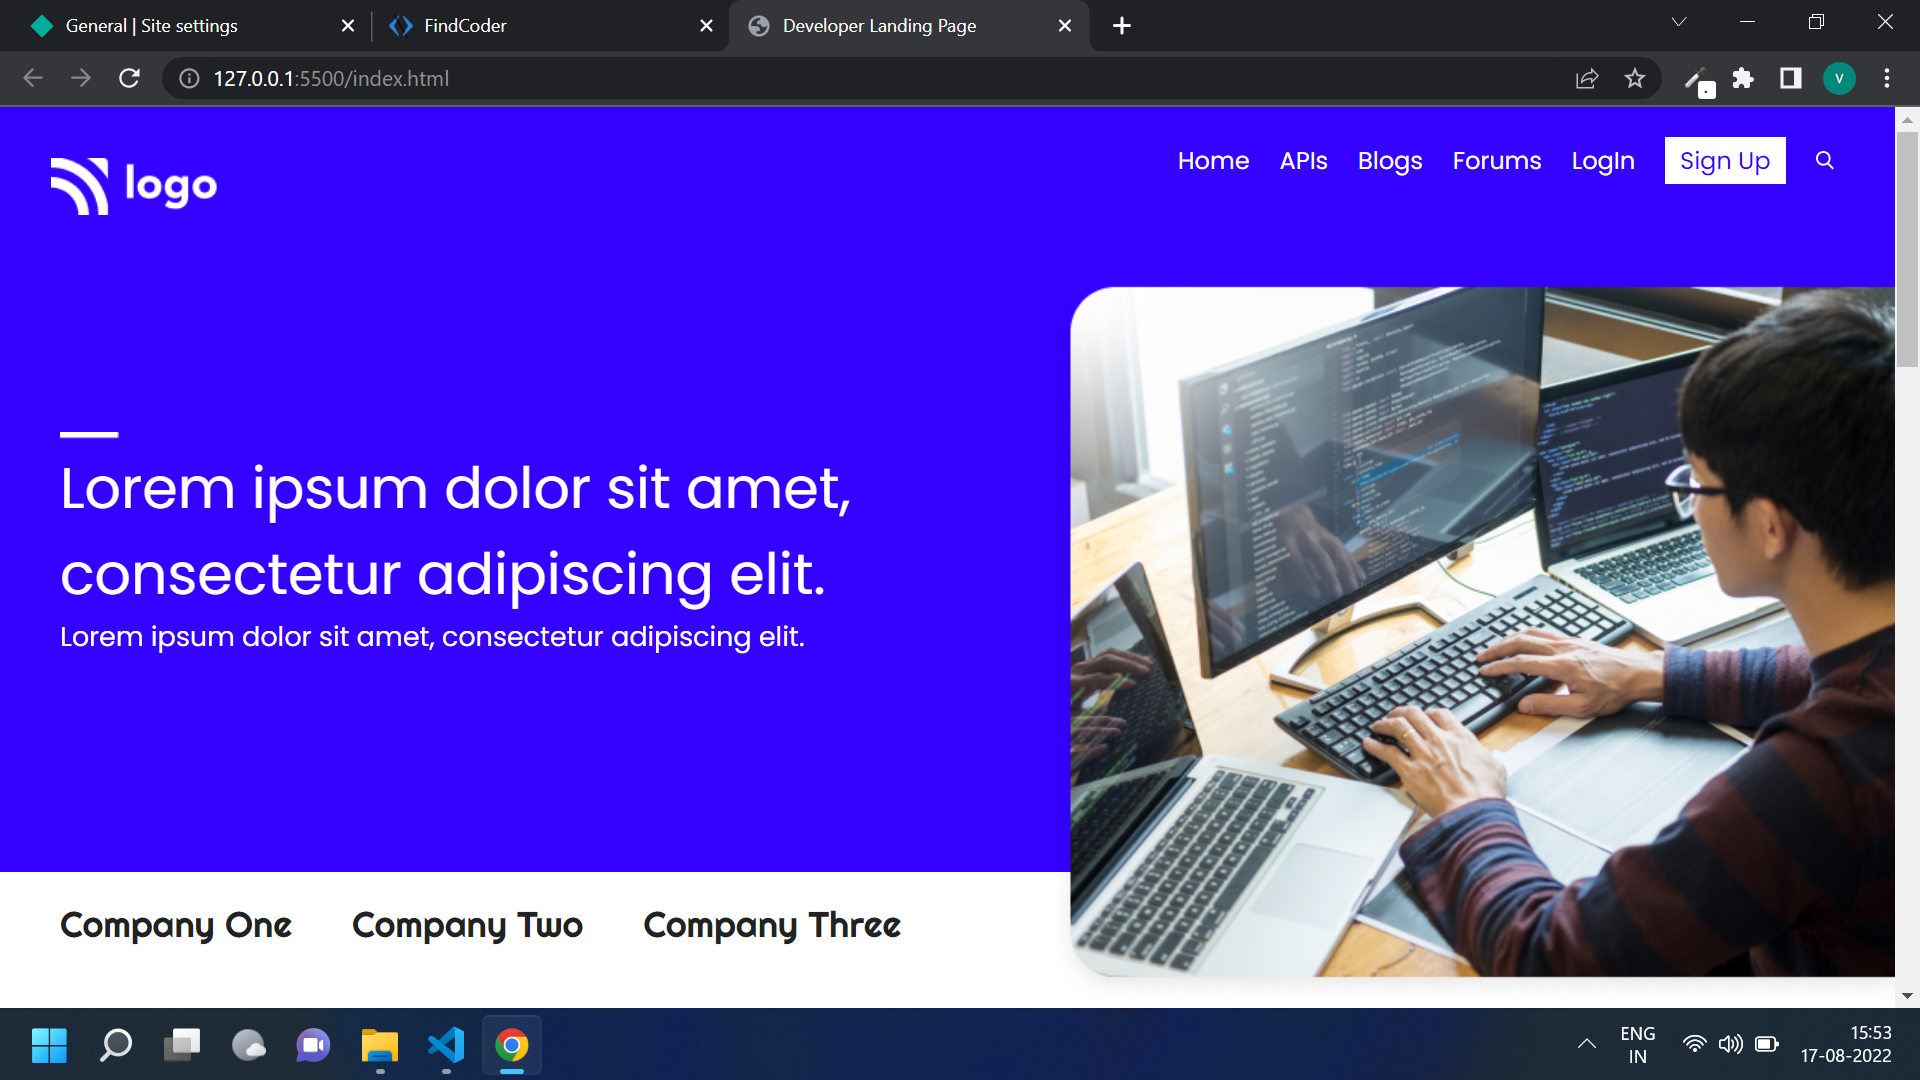 General | Site settings
FindCoder
Developer Landing Page
127.0.0.1:5500/index.html
V
logo
Home APIs Blogs Forums LogIn Sign Up
Lorem ipsum dolor sit amet,
consectetur adipiscing elit.
Lorem ipsum dolor sit amet, consectetur adipiscing elit.
Company One Company Two Company Three
ENG
IN
15:53
17-08-2022